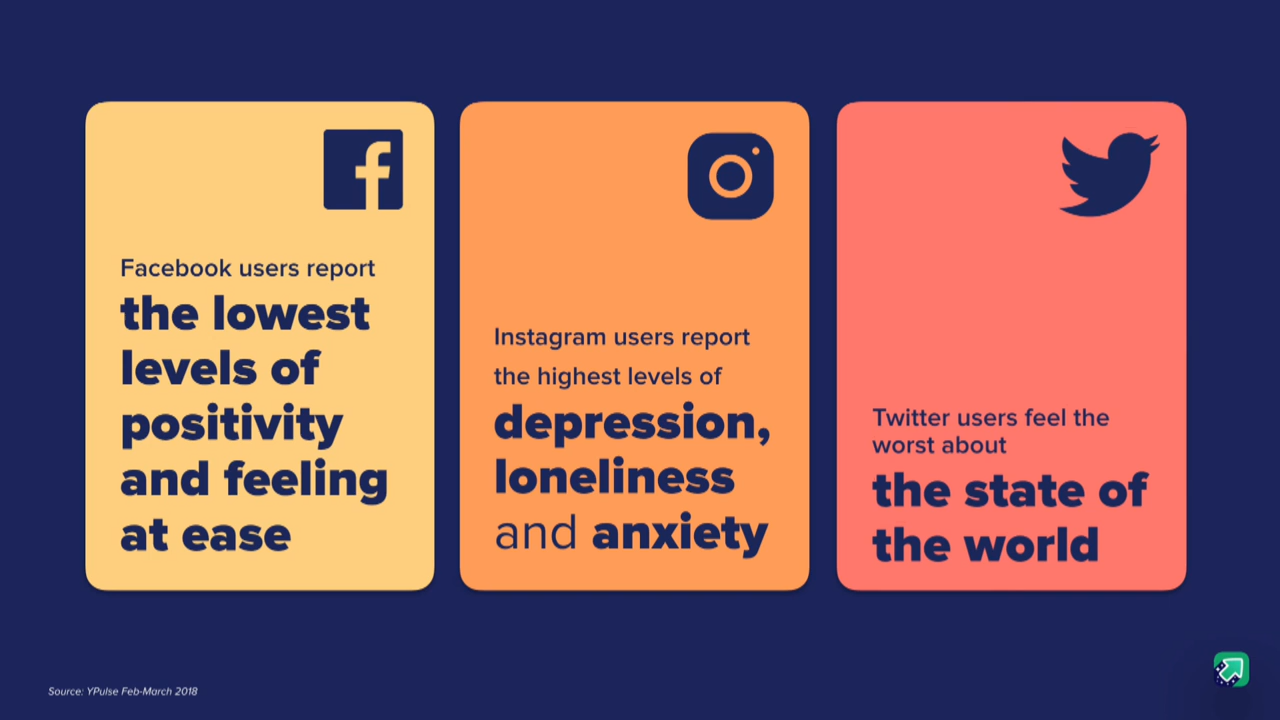 Facebook users report
the lowest
levels of
positivity
and feeling
at ease
Instagram users report
the highest levels of
depression,
loneliness
and anxiety
Twitter users feel the
worst about
the state of
the world
Source: YPulse Feb-March 2018